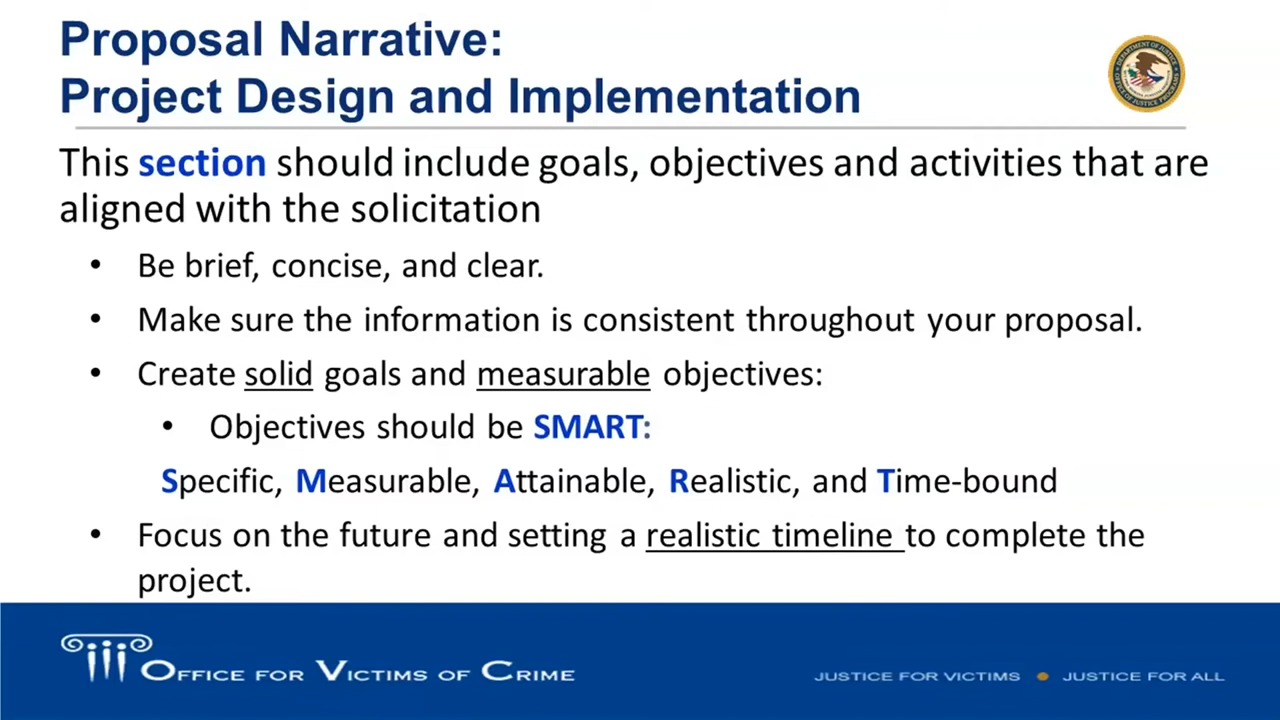 Proposal Narrative:
Project Design and Implementation
This section should include goals, objectives and activities that are
aligned with the solicitation
• Be brief, concise, and clear.
• Make sure the information is consistent throughout your proposal.
• Create solid goals and measurable objectives:
• Objectives should be SMART:
Specific, Measurable, Attainable, Realistic, and Time-bound
• Focus on the future and setting a realistic timeline to complete the
project.
OFFICE FOR VICTIMS OF CRIME
JUSTICE FOR VICTIMS • JUSTICE FOR ALL